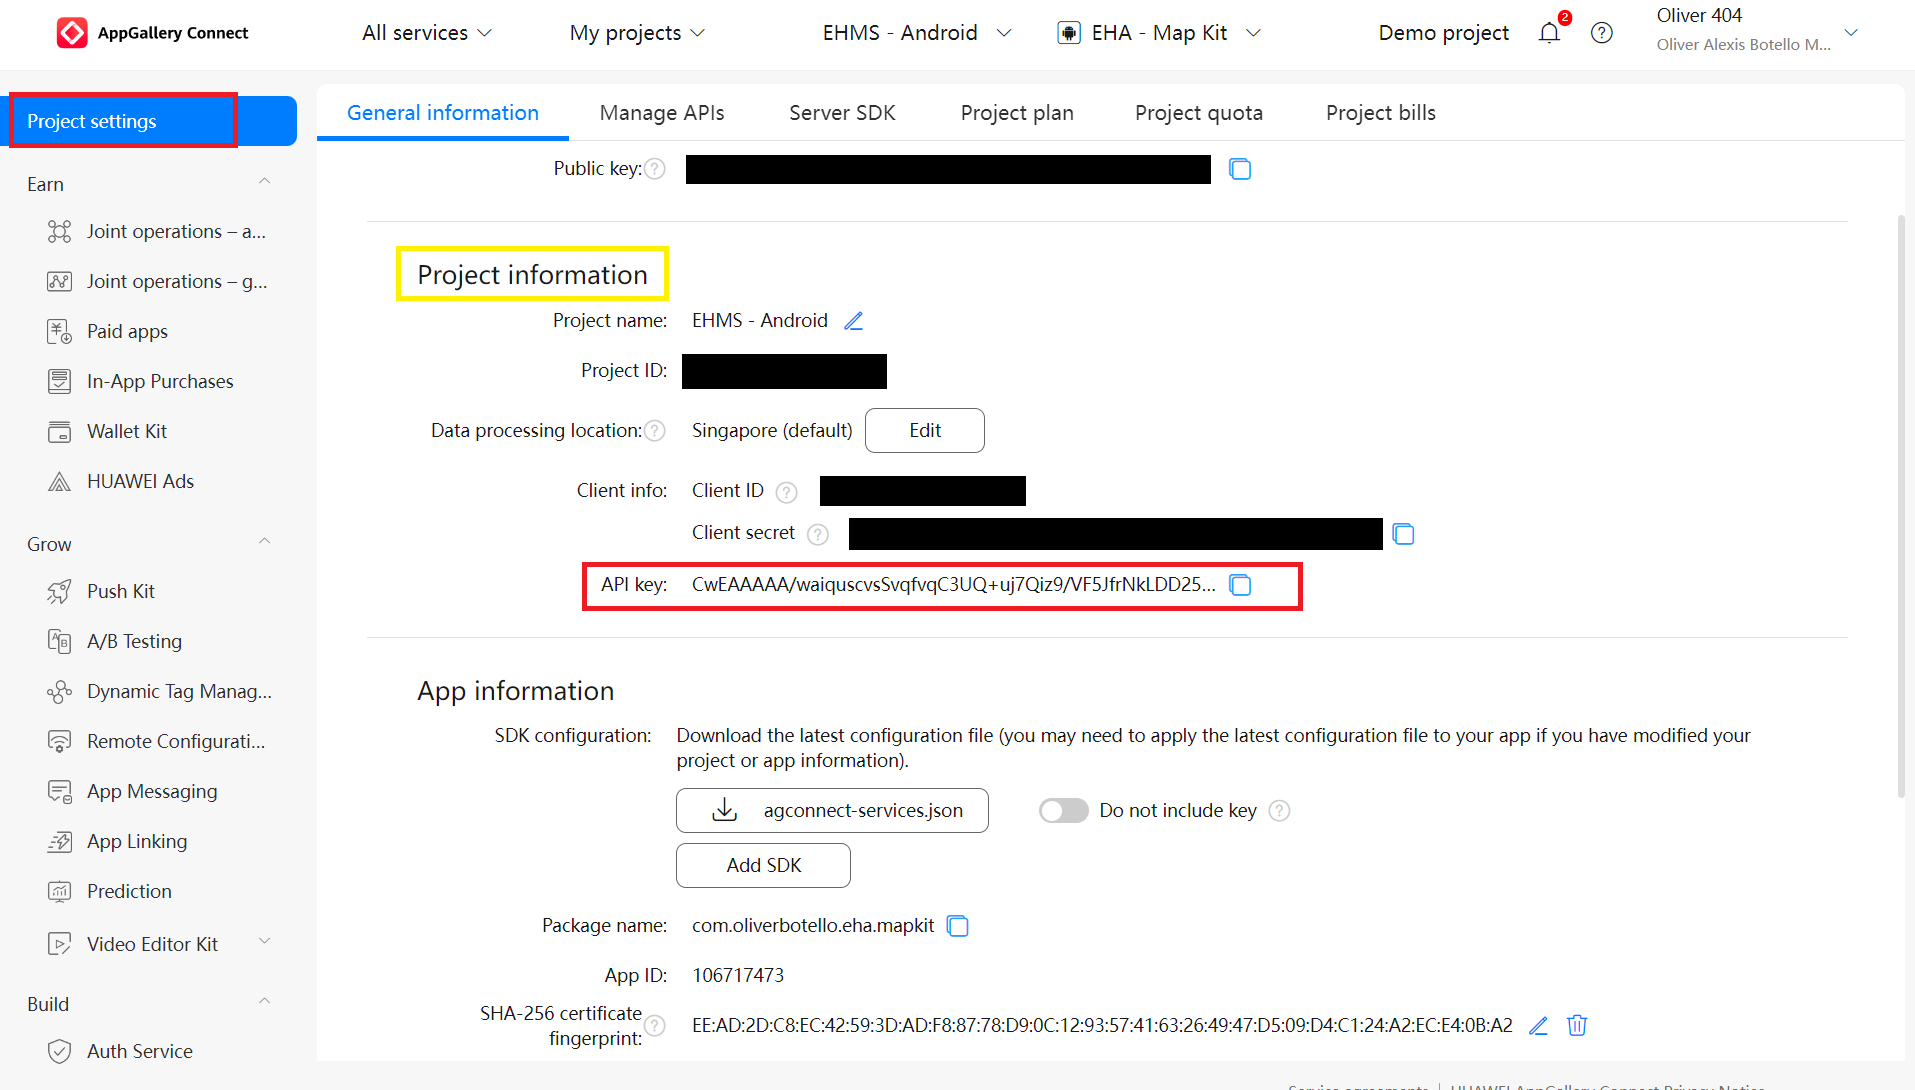 AppGallery Connect
All services
My projects
EHMS - Android
EHA - Map Kit
Demo project
2
Oliver 404
Oliver Alexis Botello M...
Project settings
Earn
Joint operations – a...
Joint operations – g...
Paid apps
In-App Purchases
Wallet Kit
HUAWEI Ads
Grow
Push Kit
A/B Testing
Dynamic Tag Manag...
Remote Configurati...
App Messaging
App Linking
Prediction
Video Editor Kit
Build
Auth Service
General information
Manage APIs
Server SDK
Project plan
Project quota
Project bills
Public key:
Project information
Project name: EHMS - Android
Project ID:
Data processing location: Singapore (default) Edit
Client info: Client ID
Client secret
API key: CwEAAAAA/waiquscvsSvqfvqC3UQ+uj7Qiz9/VF5JfrNkLDD25...
App information
SDK configuration: Download the latest configuration file (you may need to apply the latest configuration file to your app if you have modified your
project or app information).
agconnect-services.json
Do not include key
Add SDK
Package name: com.oliverbotello.eha.mapkit
App ID: 106717473
SHA-256 certificate
fingerprint:
EE:AD:2D:C8:EC:42:59:3D:AD:F8:87:78:D9:0C:12:93:57:41:63:26:49:47:D5:09:D4:C1:24:A2:EC:E4:0B:A2
Service agreements | HUAWEI AppGallery Connect Privacy Notice